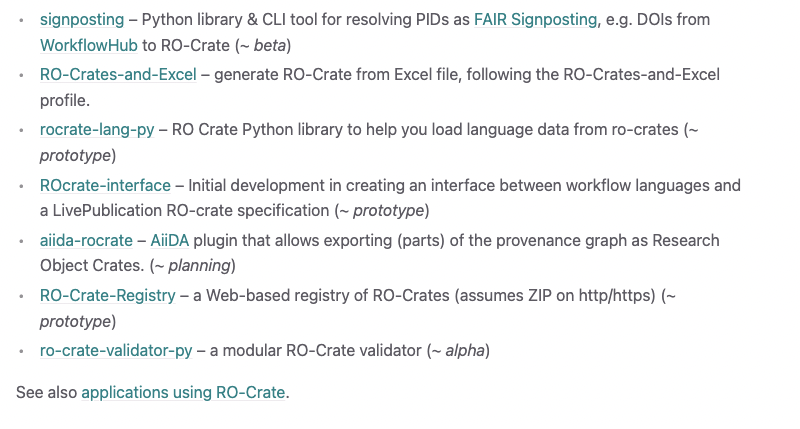 • signposting – Python library & CLI tool for resolving PIDs as FAIR Signposting, e.g. DOIs from
WorkflowHub to RO-Crate (~ beta)
• RO-Crates-and-Excel – generate RO-Crate from Excel file, following the RO-Crates-and-Excel
profile.
• rocrate-lang-py – RO Crate Python library to help you load language data from ro-crates (~
prototype)
• ROcrate-interface – Initial development in creating an interface between workflow languages and
a LivePublication RO-crate specification (~ prototype)
• aiida-rocrate – AiiDA plugin that allows exporting (parts) of the provenance graph as Research
Object Crates. (~ planning)
• RO-Crate-Registry – a Web-based registry of RO-Crates (assumes ZIP on http/https) (~
prototype)
• ro-crate-validator-py – a modular RO-Crate validator (~ alpha)
See also applications using RO-Crate.